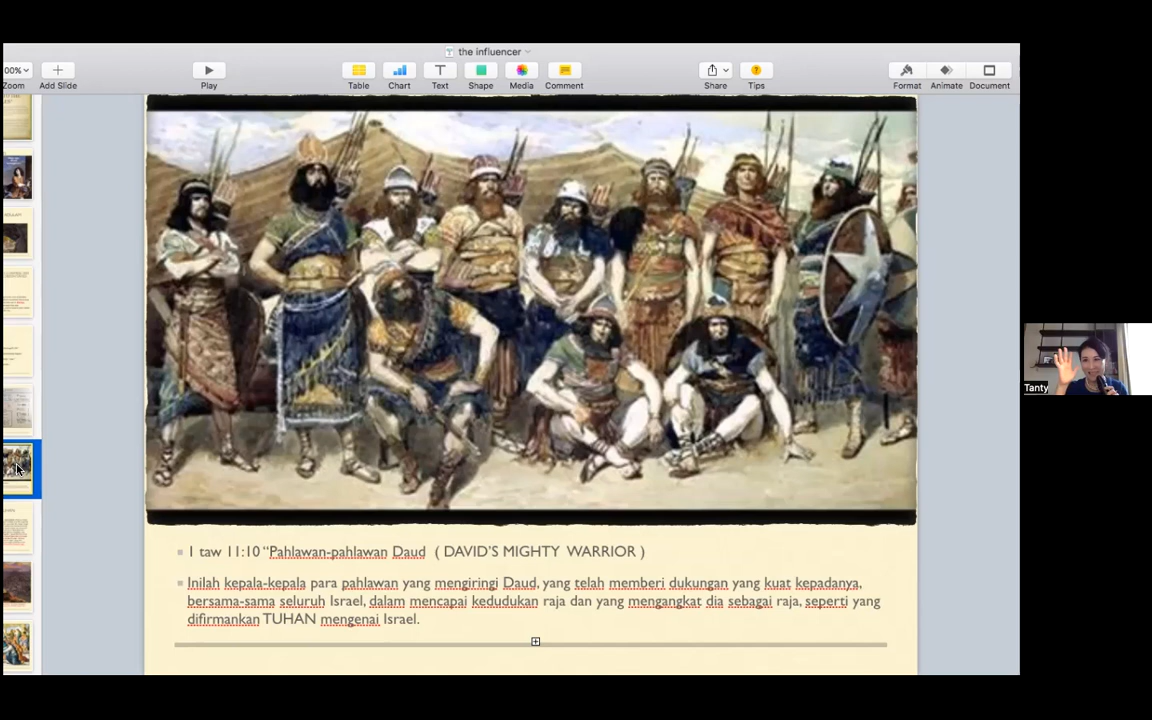 the influencer
00%
Zoom
Add Slide
Play
Table
Chart
Text
Shape
Media
Comment
Share
Tips
Format
Animate
Document
Tanty
1 taw 11:10 “Pahlawan-pahlawan Daud ( DAVID'S MIGHTY WARRIOR )
Inilah kepala-kepala para pahlawan yang mengiringi Daud, yang telah memberi dukungan yang kuat kepadanya,
bersama-sama seluruh Israel, dalam mencapai kedudukan raja dan yang mengangkat dia sebagai raja, seperti yang
difirmankan TUHAN mengenai Israel.